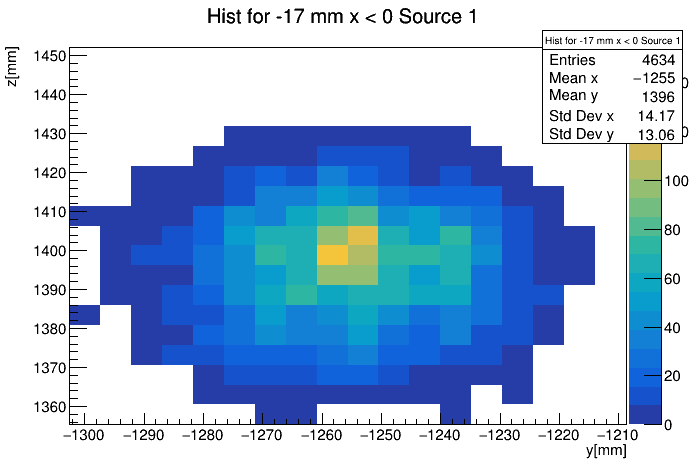 Hist for -17 mm x < 0 Source 1
z[mm]
1450
1440
1430
1420
1410
1400
1390
1380
1370
1360
−1300 −1290 −1280 −1270 −1260 −1250 −1240 −1230 −1220 −1210
y[mm]
Hist for -17 mm x < 0 Source 1
Entries 4634
Mean x −1255
Mean y 1396
Std Dev x 14.17
Std Dev y 13.06
100
80
60
40
20
0